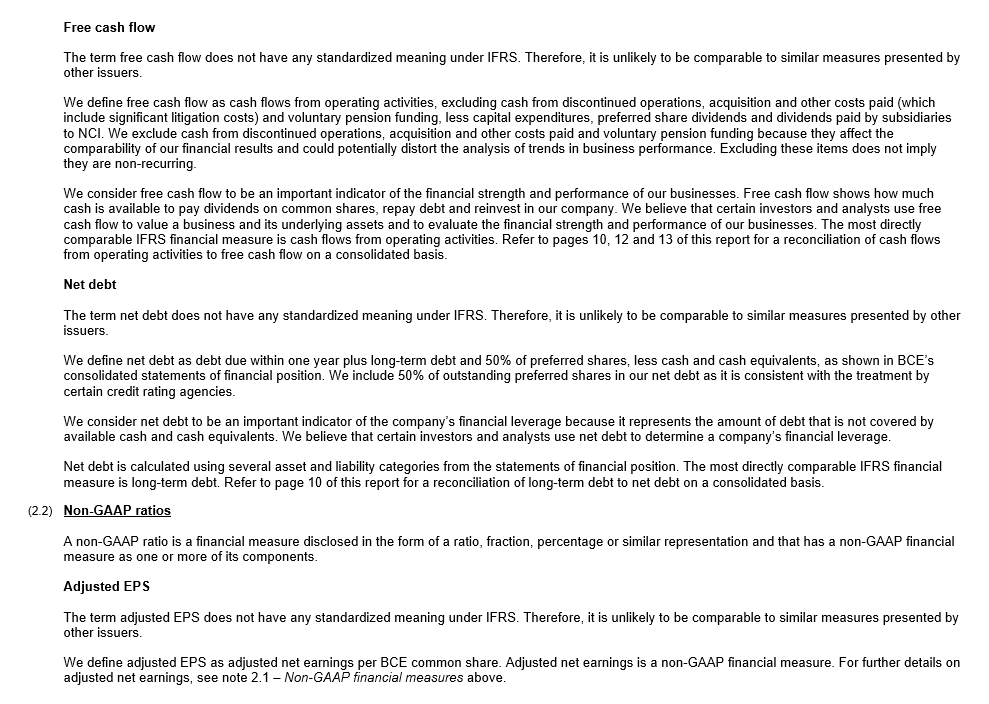 Free cash flow
The term free cash flow does not have any standardized meaning under IFRS. Therefore, it is unlikely to be comparable to similar measures presented by
other issuers.
We define free cash flow as cash flows from operating activities, excluding cash from discontinued operations, acquisition and other costs paid (which
include significant litigation costs) and voluntary pension funding, less capital expenditures, preferred share dividends and dividends paid by subsidiaries
to NCI. We exclude cash from discontinued operations, acquisition and other costs paid and voluntary pension funding because they affect the
comparability of our financial results and could potentially distort the analysis of trends in business performance. Excluding these items does not imply
they are non-recurring.
We consider free cash flow to be an important indicator of the financial strength and performance of our businesses. Free cash flow shows how much
cash is available to pay dividends on common shares, repay debt and reinvest in our company. We believe that certain investors and analysts use free
cash flow to value a business and its underlying assets and to evaluate the financial strength and performance of our businesses. The most directly
comparable IFRS financial measure is cash flows from operating activities. Refer to pages 10, 12 and 13 of this report for a reconciliation of cash flows
from operating activities to free cash flow on a consolidated basis.
Net debt
The term net debt does not have any standardized meaning under IFRS. Therefore, it is unlikely to be comparable to similar measures presented by other
issuers.
We define net debt as debt due within one year plus long-term debt and 50% of preferred shares, less cash and cash equivalents, as shown in BCE’s
consolidated statements of financial position. We include 50% of outstanding preferred shares in our net debt as it is consistent with the treatment by
certain credit rating agencies.
We consider net debt to be an important indicator of the company’s financial leverage because it represents the amount of debt that is not covered by
available cash and cash equivalents. We believe that certain investors and analysts use net debt to determine a company’s financial leverage.
Net debt is calculated using several asset and liability categories from the statements of financial position. The most directly comparable IFRS financial
measure is long-term debt. Refer to page 10 of this report for a reconciliation of long-term debt to net debt on a consolidated basis.
(2.2) Non-GAAP ratios
A non-GAAP ratio is a financial measure disclosed in the form of a ratio, fraction, percentage or similar representation and that has a non-GAAP financial
measure as one or more of its components.
Adjusted EPS
The term adjusted EPS does not have any standardized meaning under IFRS. Therefore, it is unlikely to be comparable to similar measures presented by
other issuers.
We define adjusted EPS as adjusted net earnings per BCE common share. Adjusted net earnings is a non-GAAP financial measure. For further details on
adjusted net earnings, see note 2.1 – Non-GAAP financial measures above.